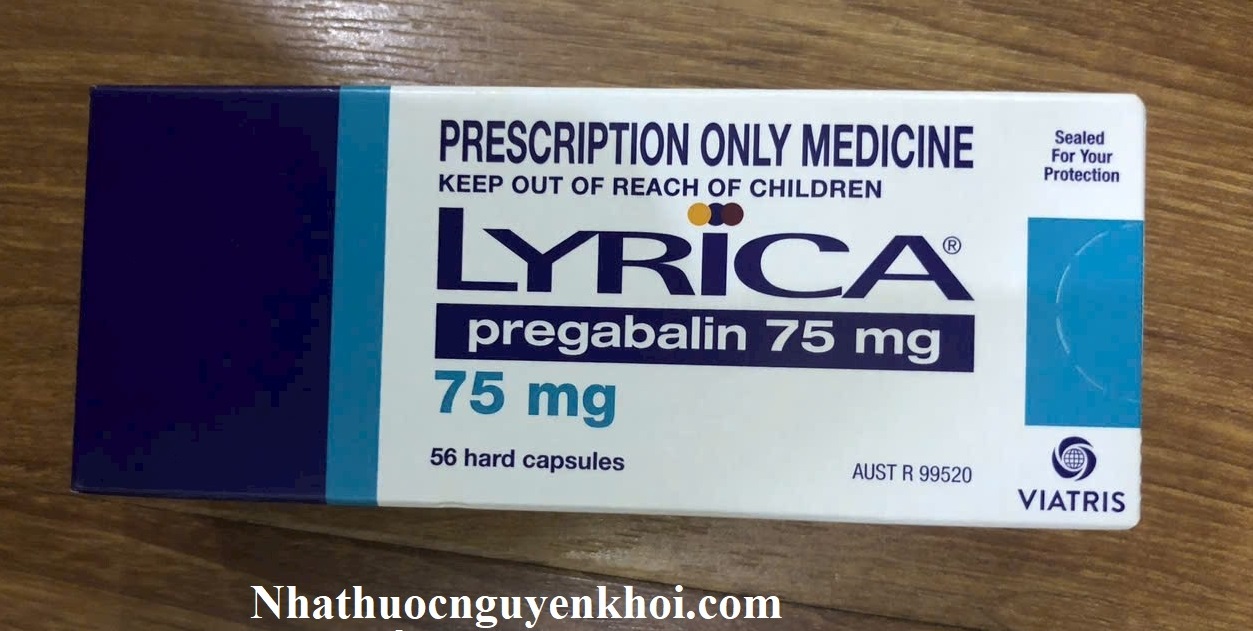 PRESCRIPTION ONLY MEDICINE
KEEP OUT OF REACH OF CHILDREN
LYRICA®
pregabalin 75 mg
75 mg
56 hard capsules
AUST R 99520
Sealed
For Your
Protection
VIATRIS
Nhathuocnguyenkhoi.com